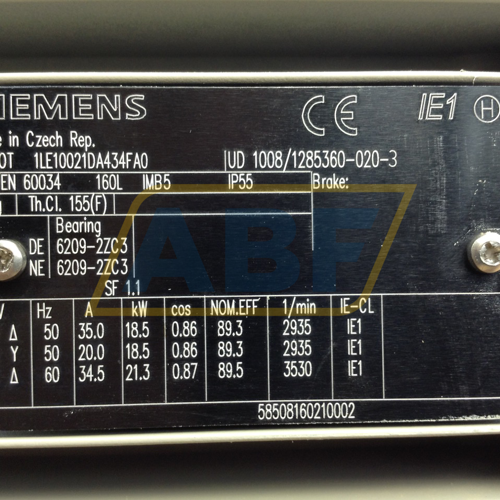 SIEMENS CE IE1 H
e in Czech Rep.
OT 1LE10021DA434FA0 UD 1008/1285360-020-3
EN 60034 160L IMB5 IP55 Brake:
g Th.Cl. 155(F)
Bearing
DE 6209-2ZC3
NE 6209-2ZC3
SF 1.1
V Hz A kW cos NOM.EFF 1/min IE-CL
Δ 50 35.0 18.5 0.86 89.3 2935 IE1
Y 50 20.0 18.5 0.86 89.3 2935 IE1
Δ 60 34.5 21.3 0.87 89.5 3530 IE1
58508160210002
ABF